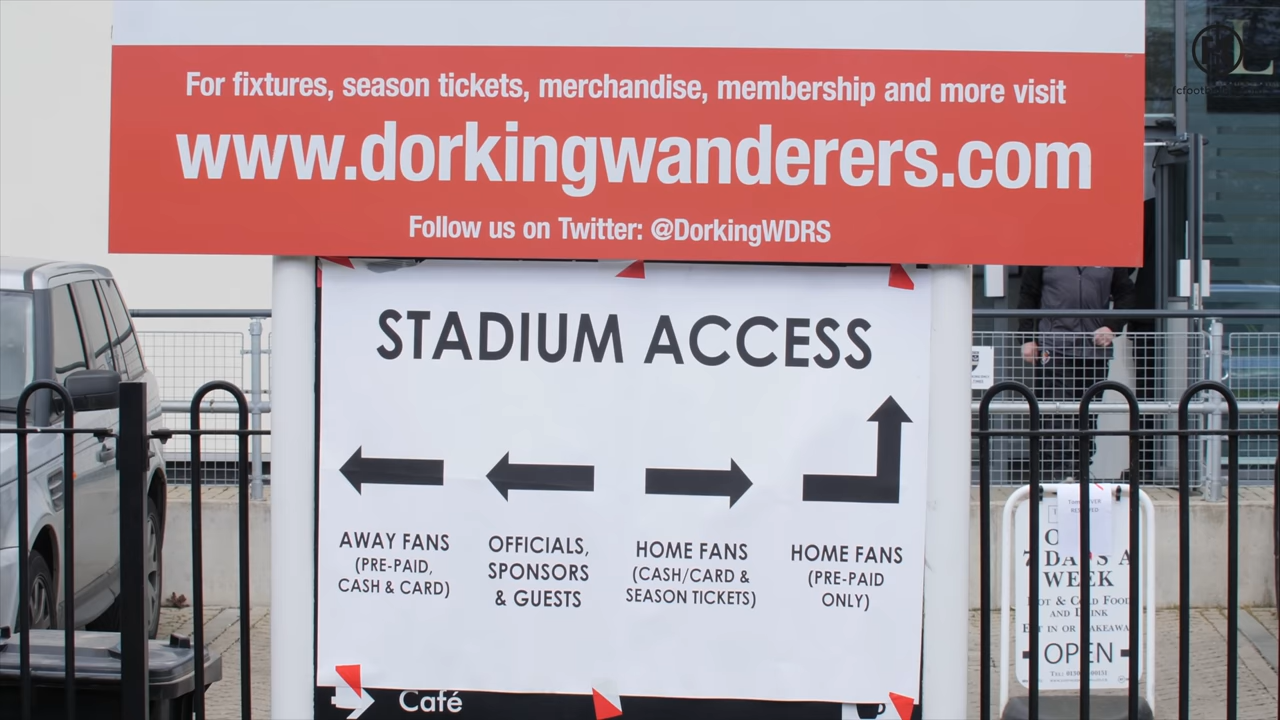 For fixtures, season tickets, merchandise, membership and more visit
www.dorkingwanderers.com
Follow us on Twitter: @DorkingWDRS
STADIUM ACCESS
AWAY FANS
(PRE-PAID,
CASH & CARD)
OFFICIALS,
SPONSORS
& GUESTS
HOME FANS
(CASH/CARD &
SEASON TICKETS)
HOME FANS
(PRE-PAID
ONLY)
Café
7 DAYS A
WEEK
HOT & COLD FOOD
AND DRINK
EAT IN OR TAKEAWAY
OPEN